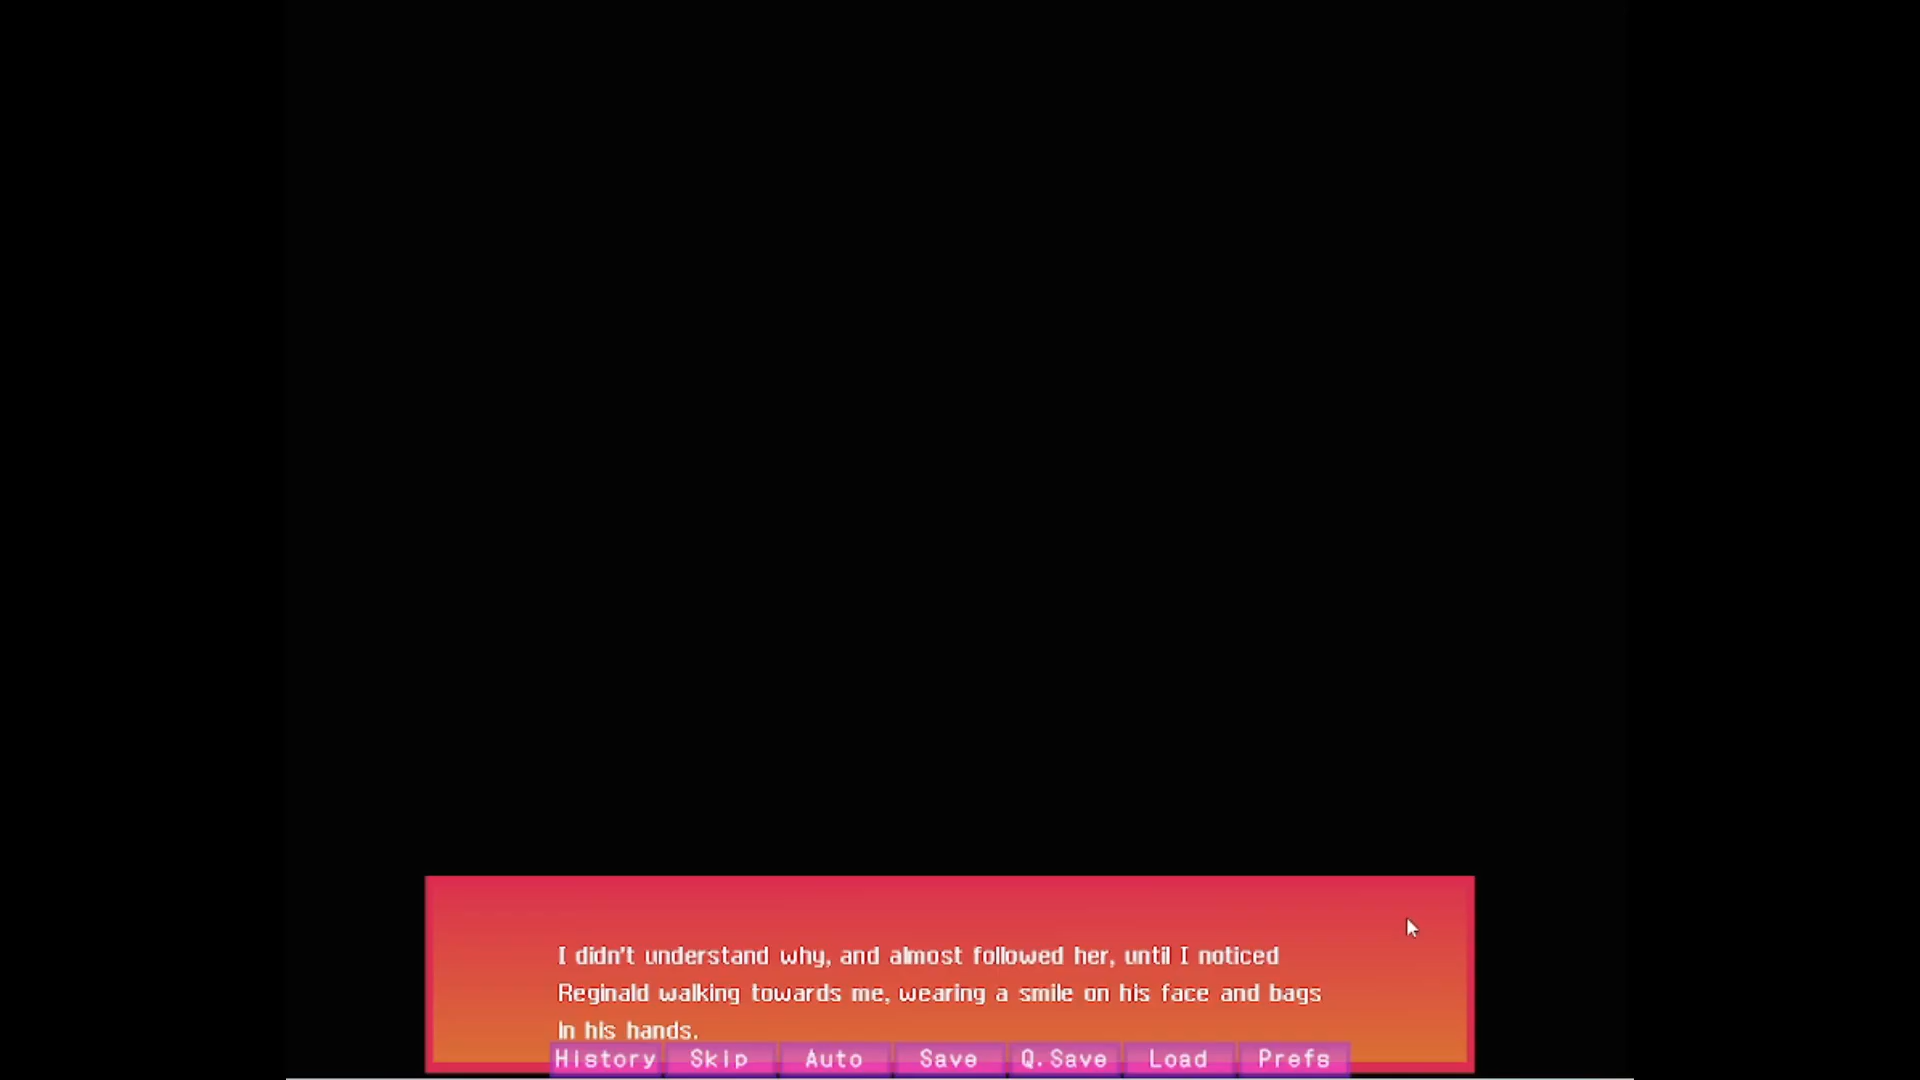 I didn't understand why, and almost followed her, until I noticed
Reginald walking towards me, wearing a smile on his face and bags
in his hands.
History Skip Auto Save Q.Save Load Prefs